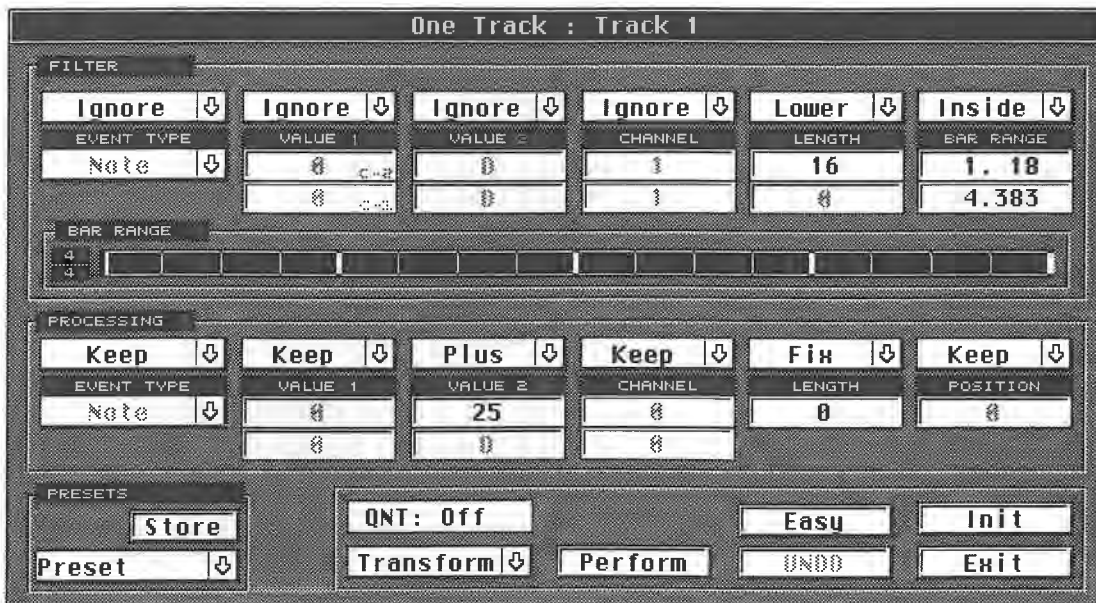 One Track : Track 1
FILTER
Ignore Ignore Ignore Ignore Lower Inside
EVENT TYPE VALUE 1 VALUE 2 CHANNEL LENGTH BAR RANGE
Note 0 C-2 0 1 16 1. 18
0 0 1 0 4.383
BAR RANGE
4
4
PROCESSING
Keep Keep Plus Keep Fix Keep
EVENT TYPE VALUE 1 VALUE 2 CHANNEL LENGTH POSITION
Note 0 25 0 0 0
0 0 0
PRESETS
Store QNT: Off Easy Init
Preset Transform Perform UNDO Exit